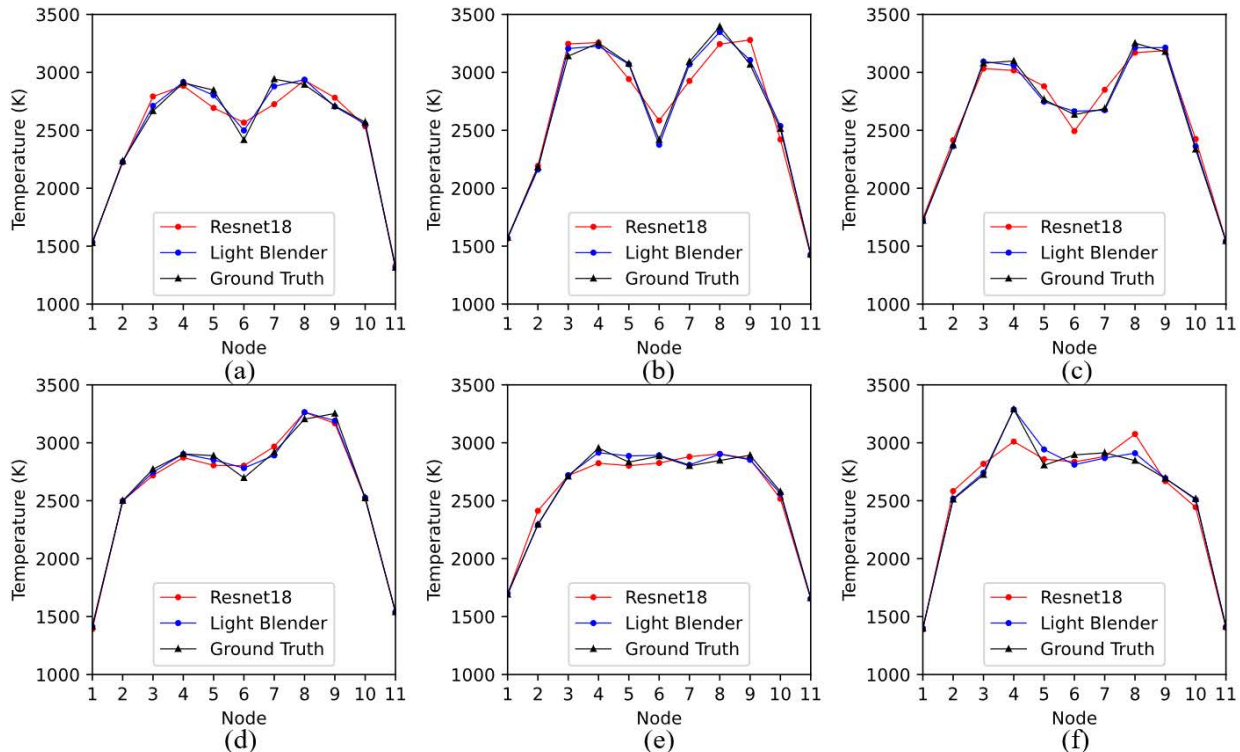 3500
3000
2500
2000
1500
1000
Temperature (K)
Resnet18
Light Blender
Ground Truth
1 2 3 4 5 6 7 8 9 10 11
Node
(a)
3500
3000
2500
2000
1500
1000
Temperature (K)
Resnet18
Light Blender
Ground Truth
1 2 3 4 5 6 7 8 9 10 11
Node
(b)
3500
3000
2500
2000
1500
1000
Temperature (K)
Resnet18
Light Blender
Ground Truth
1 2 3 4 5 6 7 8 9 10 11
Node
(c)
3500
3000
2500
2000
1500
1000
Temperature (K)
Resnet18
Light Blender
Ground Truth
1 2 3 4 5 6 7 8 9 10 11
Node
(d)
3500
3000
2500
2000
1500
1000
Temperature (K)
Resnet18
Light Blender
Ground Truth
1 2 3 4 5 6 7 8 9 10 11
Node
(e)
3500
3000
2500
2000
1500
1000
Temperature (K)
Resnet18
Light Blender
Ground Truth
1 2 3 4 5 6 7 8 9 10 11
Node
(f)